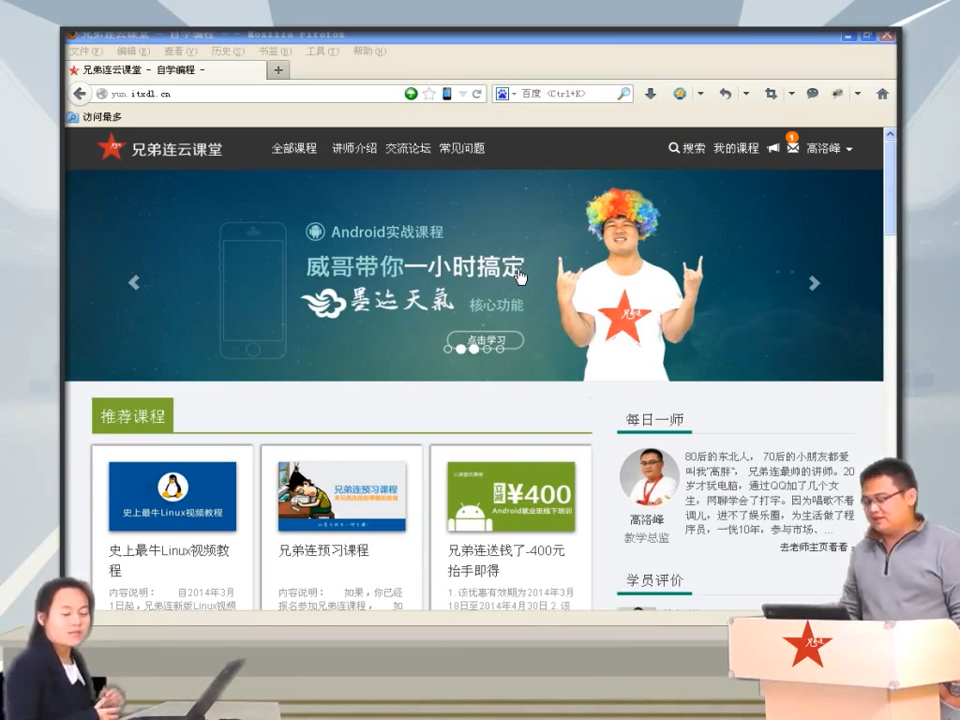 兄弟连云课堂 - 自学编程 - - Mozilla Firefox
文件(F) 编辑(E) 查看(V) 历史(S) 书签(B) 工具(T) 帮助(H)
兄弟连云课堂 - 自学编程 -
yun.itxdl.cn
百度 <Ctrl+K>
访问最多
兄弟连云课堂 全部课程 讲师介绍 交流论坛 常见问题 搜索 我的课程 1 高洛峰
Android实战课程
威哥带你一小时搞定
墨迹天氣 核心功能
点击学习
兄弟连
推荐课程
每日一师
史上最牛Linux视频教程
兄弟连预习课程
立减¥400
Android就业班线下培训
史上最牛Linux视频教
程
兄弟连预习课程
兄弟连送钱了-400元
抬手即得
内容说明： 自2014年3月
1日起，兄弟连新版Linux视频
内容说明： 如果，你已经
报名参加兄弟连课程， 如
1. 该优惠有效期为2014年3月
18日至2014年4月30日 2. 该
80后的东北人， 70后的小朋友都爱
叫我"高胖"， 兄弟连最帅的讲师。20
岁才玩电脑，通过QQ加了几个女
生，网聊学会了打字。因为唱歌不着
调儿，进不了娱乐圈，为生活做了程
序员，一恍10年，参与市场、...
高洛峰
教学总监
去老师主页看看
学员评价
兄弟连